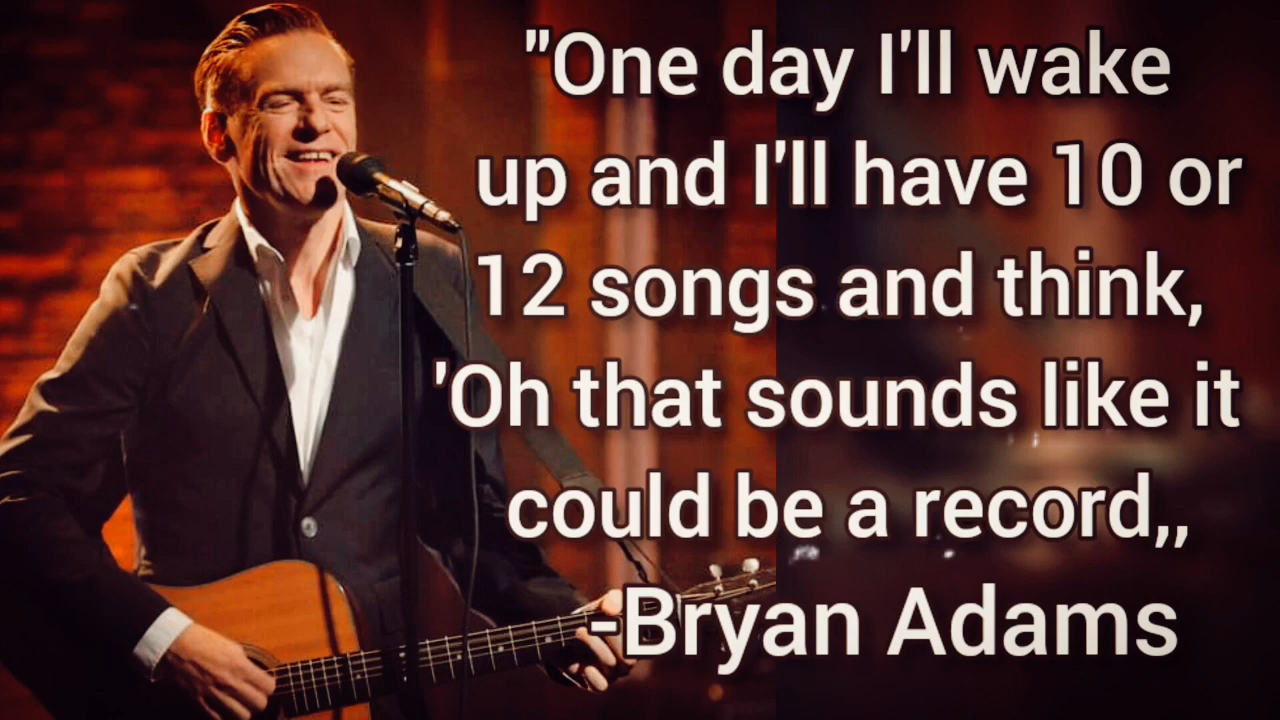 "One day I'll wake
up and I'll have 10 or
12 songs and think,
'Oh that sounds like it
could be a record,,
-Bryan Adams